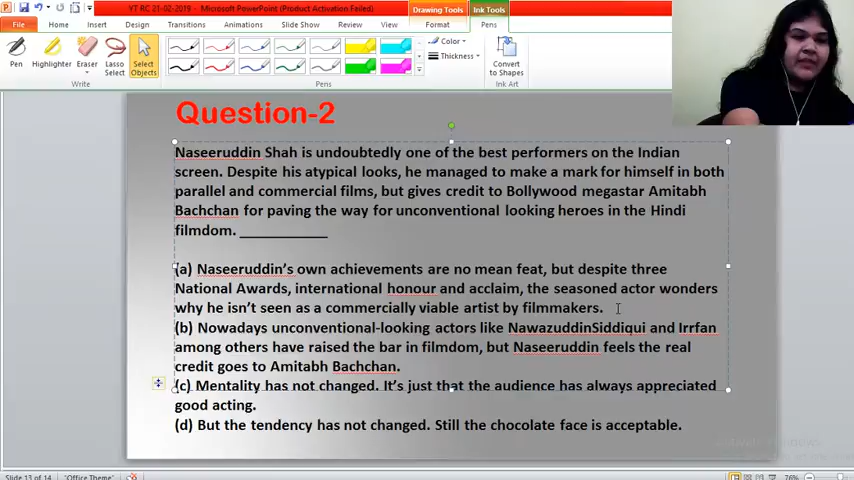 YT RC 21-02-2019 - Microsoft PowerPoint (Product Activation Failed)
Drawing Tools
Ink Tools
File
Home
Insert
Design
Transitions
Animations
Slide Show
Review
View
Format
Pens
Pen
Highlighter
Eraser
Lasso
Select
Select
Objects
Color
Thickness
Convert
to Shapes
Write
Pens
Ink Art
Question-2
Naseeruddin Shah is undoubtedly one of the best performers on the Indian
screen. Despite his atypical looks, he managed to make a mark for himself in both
parallel and commercial films, but gives credit to Bollywood megastar Amitabh
Bachchan for paving the way for unconventional looking heroes in the Hindi
filmdom. ____________
(a) Naseeruddin's own achievements are no mean feat, but despite three
National Awards, international honour and acclaim, the seasoned actor wonders
why he isn't seen as a commercially viable artist by filmmakers.
(b) Nowadays unconventional-looking actors like NawazuddinSiddiqui and Irrfan
among others have raised the bar in filmdom, but Naseeruddin feels the real
credit goes to Amitabh Bachchan.
(c) Mentality has not changed. It's just that the audience has always appreciated
good acting.
(d) But the tendency has not changed. Still the chocolate face is acceptable.
Slide 13 of 14
"Office Theme"
76%